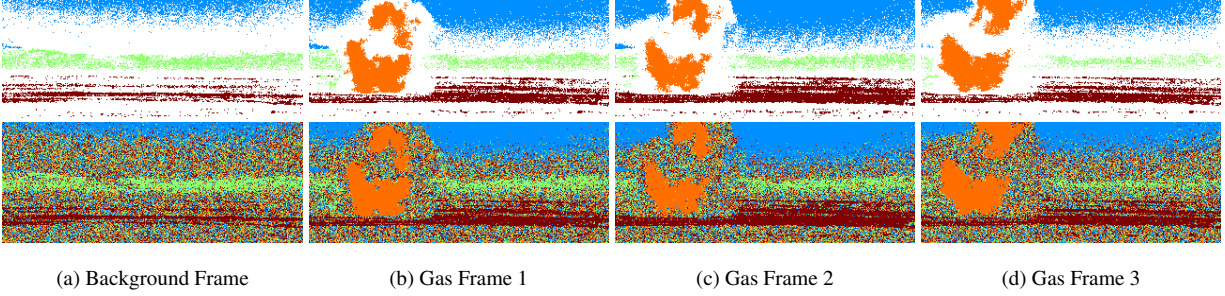 (a) Background Frame
(b) Gas Frame 1
(c) Gas Frame 2
(d) Gas Frame 3